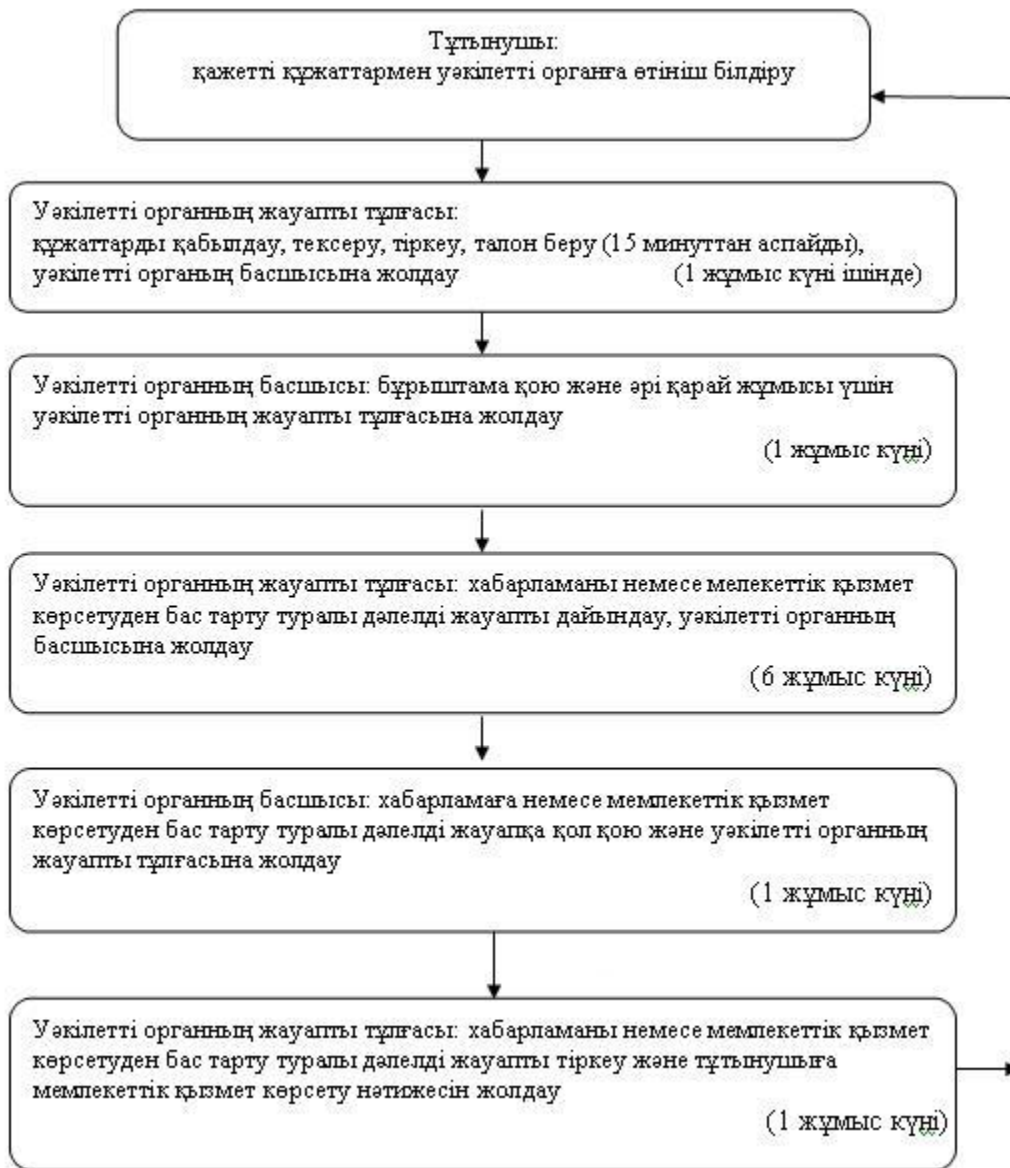 Тұтынушы:
қажетті құжаттармен уәкілетті органға өтініш білдіру
Уәкілетті органның жауапты тұлғасы:
құжаттарды қабылдау, тексеру, тіркеу, талон беру (15 минуттан аспайды),
уәкілетті органың басшысына жолдау (1 жұмыс күні ішінде)
Уәкілетті органның басшысы: бұрыштама қою және әрі қарай жұмысы үшін
уәкілетті органның жауапты тұлғасына жолдау
(1 жұмыс күні)
Уәкілетті органның жауапты тұлғасы: хабарламаны немесе мелекеттік қызмет
көрсетуден бас тарту туралы дәлелді жауапты дайындау, уәкілетті органның
басшысына жолдау
(6 жұмыс күні)
Уәкілетті органның басшысы: хабарламаға немесе мемлекеттік қызмет
көрсетуден бас тарту туралы дәлелді жауапқа қол қою және уәкілетті органның
жауапты тұлғасына жолдау
(1 жұмыс күні)
Уәкілетті органның жауапты тұлғасы: хабарламаны немесе мемлекеттік қызмет
көрсетуден бас тарту туралы дәлелді жауапты тіркеу және тұтынушыға
мемлекеттік қызмет көрсету нәтижесін жолдау
(1 жұмыс күні)